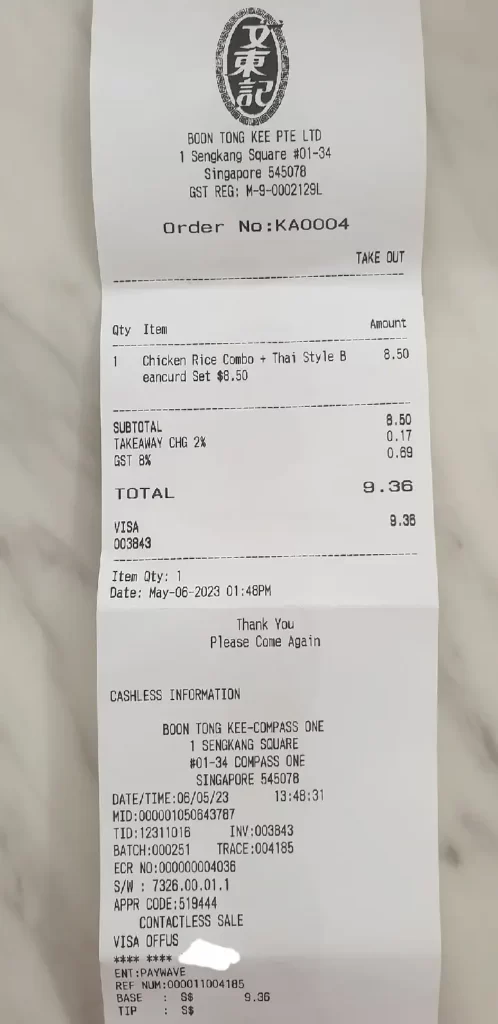 文東記
BOON TONG KEE PTE LTD
1 Sengkang Square #01-34
Singapore 545078
GST REG: M-9-0002129L
Order No:KA0004
TAKE OUT
Qty Item Amount
1 Chicken Rice Combo + Thai Style B 8.50
eancurd Set $8.50
SUBTOTAL 8.50
TAKEAWAY CHG 2% 0.17
GST 8% 0.69
TOTAL 9.36
VISA 9.36
003843
Item Qty: 1
Date: May-06-2023 01:48PM
Thank You
Please Come Again
CASHLESS INFORMATION
BOON TONG KEE-COMPASS ONE
1 SENGKANG SQUARE
#01-34 COMPASS ONE
SINGAPORE 545078
DATE/TIME:06/05/23 13:48:31
MID:000001050643787
TID:12311016 INV:003843
BATCH:000251 TRACE:004185
ECR NO:000000004036
S/W : 7326.00.01.1
APPR CODE:519444
CONTACTLESS SALE
VISA OFFUS
**** ****
ENT:PAYWAVE
REF NUM:000011004185
BASE : S$ 9.36
TIP : S$